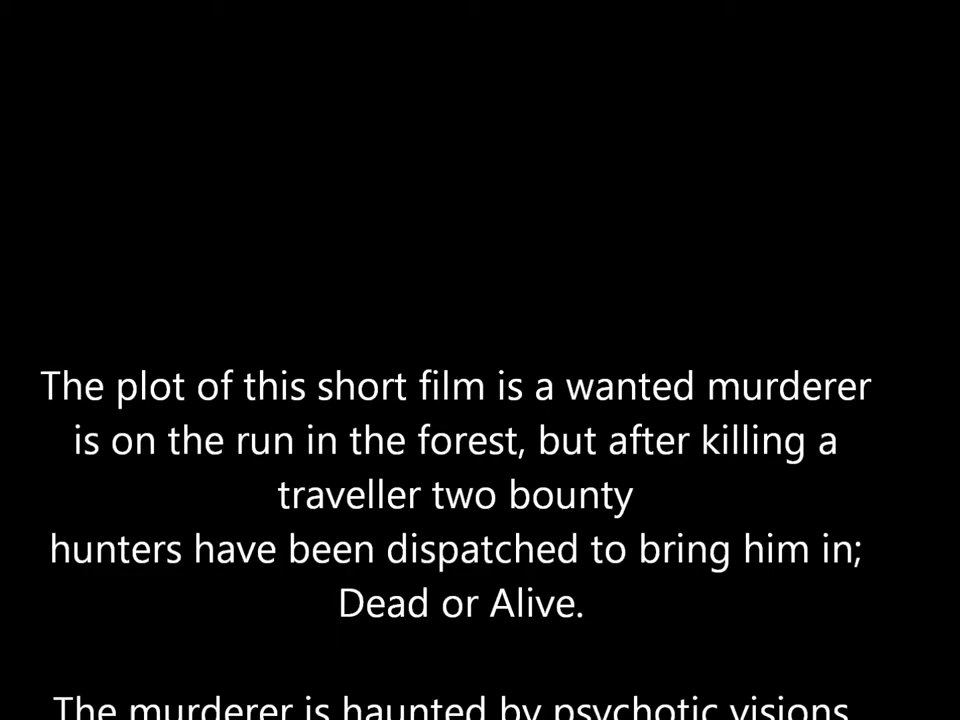 The plot of this short film is a wanted murderer
is on the run in the forest, but after killing a
traveller two bounty
hunters have been dispatched to bring him in;
Dead or Alive.
The murderer is haunted by psychotic visions